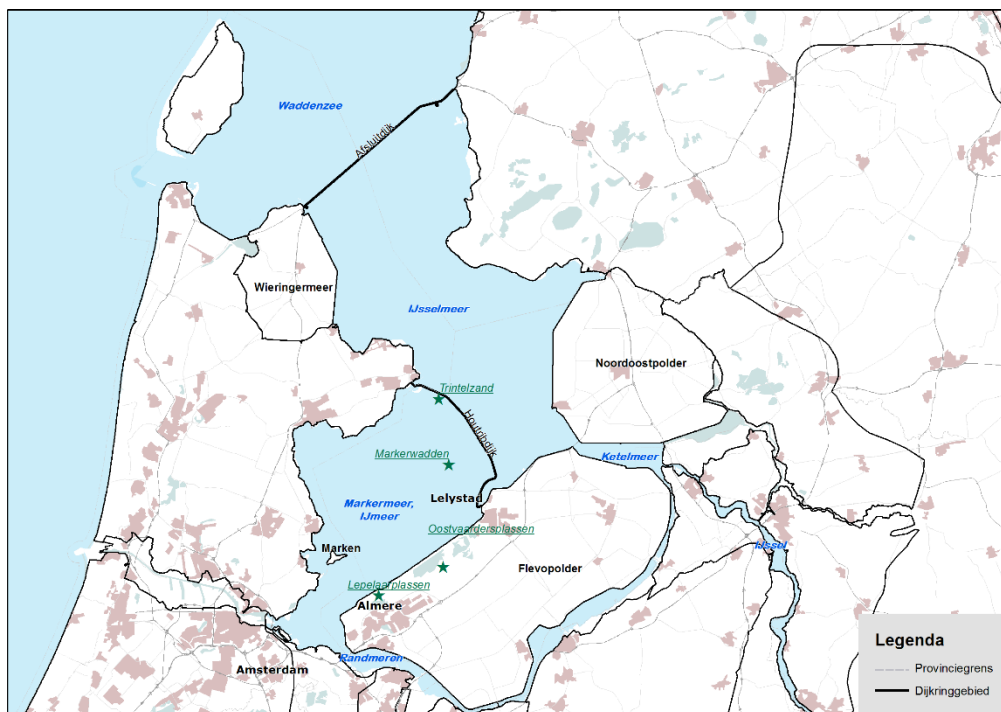 Waddenzee
Afsluitdijk
Wieringermeer
IJsselmeer
Noordoostpolder
Trintelzand
Houtribdijk
Markerwadden
Ketelmeer
Lelystad
Markermeer,
IJmeer
Oostvaardersplassen
Marken
IJssel
Flevopolder
Lepelaarplassen
Almere
Randmeren
Amsterdam
Legenda
Provinciegrens
Dijkringgebied